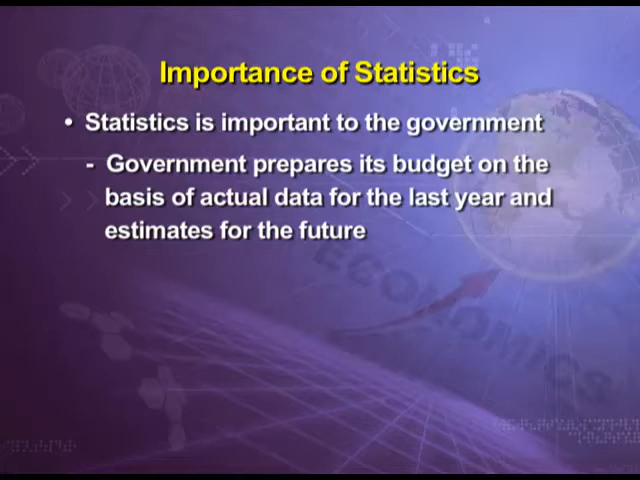 Importance of Statistics
• Statistics is important to the government
- Government prepares its budget on the
basis of actual data for the last year and
estimates for the future
ECONOMICS